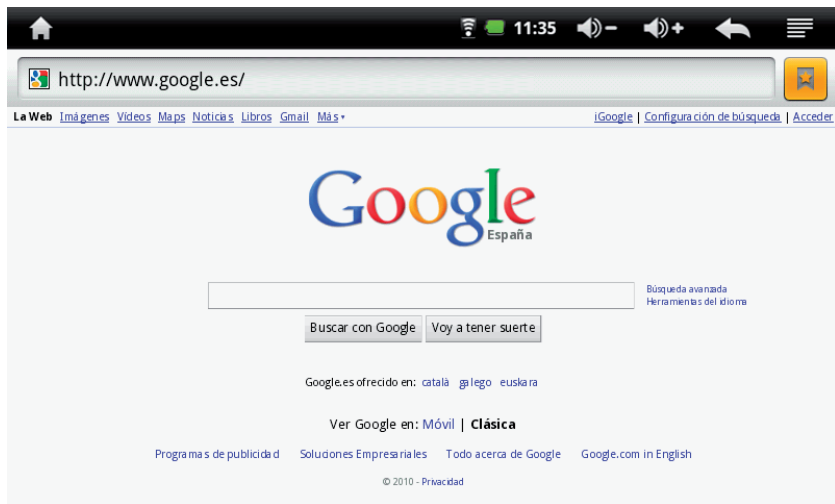 11:35 - +
http://www.google.es/
La Web Imágenes Vídeos Maps Noticias Libros Gmail Más iGoogle | Configuración de búsqueda | Acceder
Google
España
Búsqueda avanzada
Herramientas del idioma
Buscar con Google Voy a tener suerte
Google.es ofrecido en: català galego euskara
Ver Google en: Móvil | Clásica
Programas de publicidad Soluciones Empresariales Todo acerca de Google Google.com in English
© 2010 - Privacidad